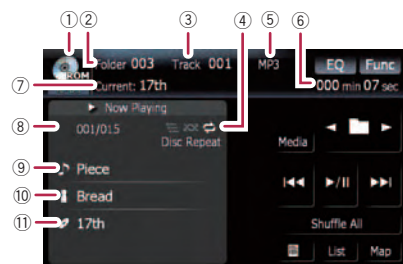 ① ② ③ ④ ⑤ ⑥
Folder 003 Track 001 MP3 EQ Func
ROM
⑦ Current: 17th 000 min 07 sec
Now Playing
⑧ 001/015
Disc Repeat Media
⑨ Piece
⑩ Bread
⑪ 17th Shuffle All
List Map